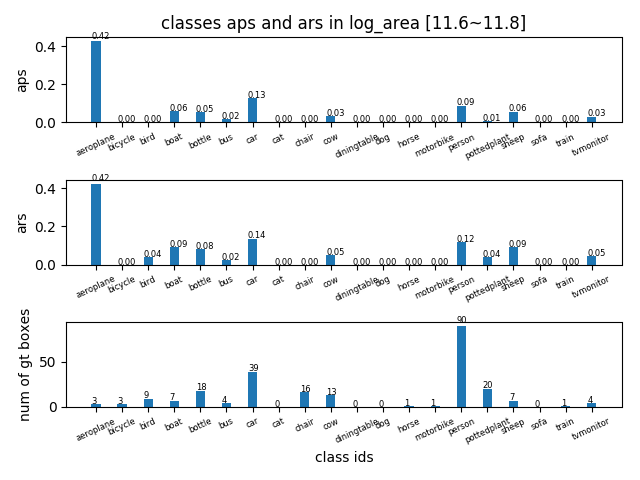 classes aps and ars in log_area [11.6~11.8]
aps
0.4
0.2
0.0
0.42 0.00 0.00 0.06 0.05 0.02 0.13 0.00 0.00 0.03 0.00 0.00 0.00 0.00 0.09 0.01 0.06 0.00 0.00 0.03
aeroplane bicycle bird boat bottle bus car cat chair cow diningtable dog horse motorbike person pottedplant sheep sofa train tvmonitor
ars
0.4
0.2
0.0
0.42 0.00 0.04 0.09 0.08 0.02 0.14 0.00 0.00 0.05 0.00 0.00 0.00 0.00 0.12 0.04 0.09 0.00 0.00 0.05
aeroplane bicycle bird boat bottle bus car cat chair cow diningtable dog horse motorbike person pottedplant sheep sofa train tvmonitor
num of gt boxes
50
0
3 3 9 7 18 4 39 0 16 13 0 0 1 1 90 20 7 0 1 4
aeroplane bicycle bird boat bottle bus car cat chair cow diningtable dog horse motorbike person pottedplant sheep sofa train tvmonitor
class ids